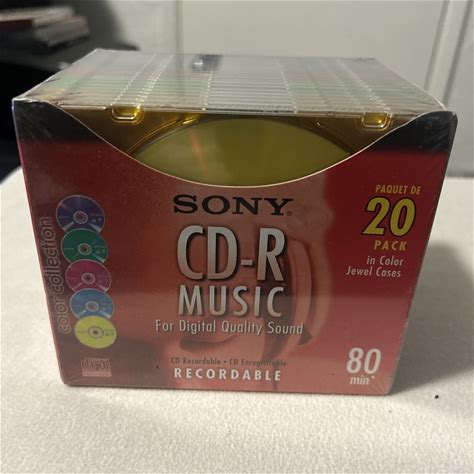 SONY®
CD-R
MUSIC
For Digital Quality Sound
CD Recordable • CD Enregistrable
RECORDABLE
PAQUET DE
20
PACK
in Color
Jewel Cases
80
min*
color collection